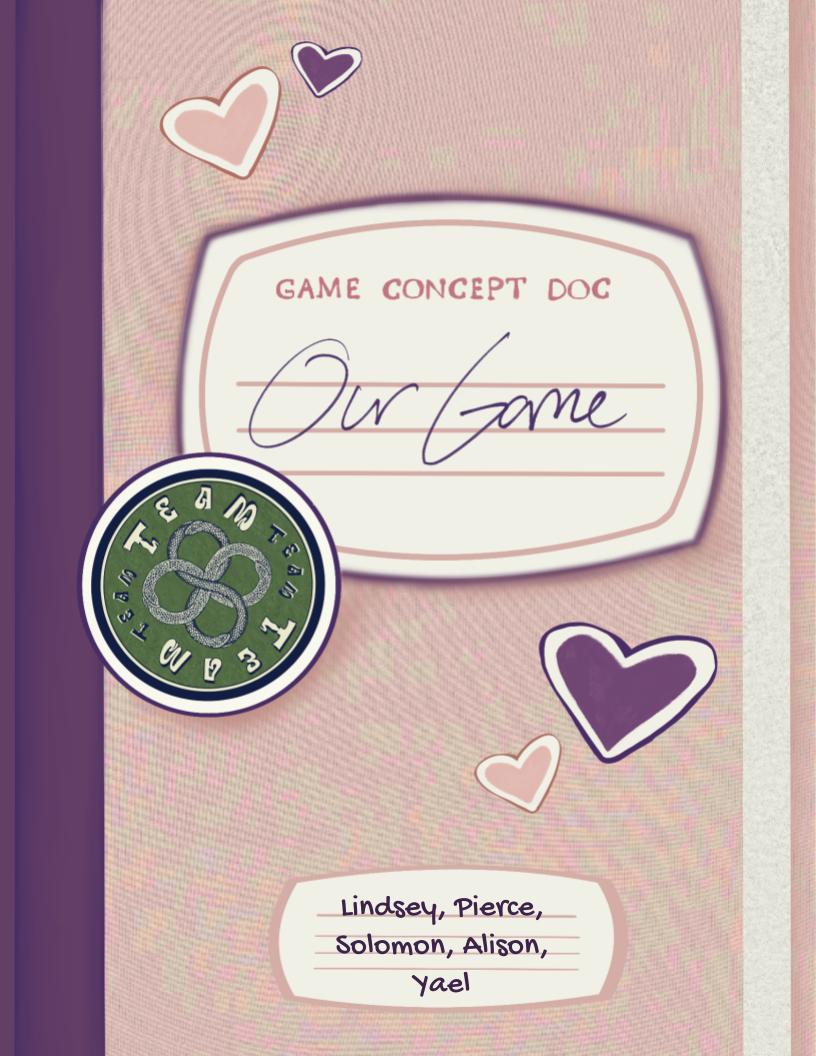 GAME CONCEPT DOC
Our Game
TEAM
TEAM
TEAM
TEAM
Lindsey, Pierce,
Solomon, Alison,
Yael